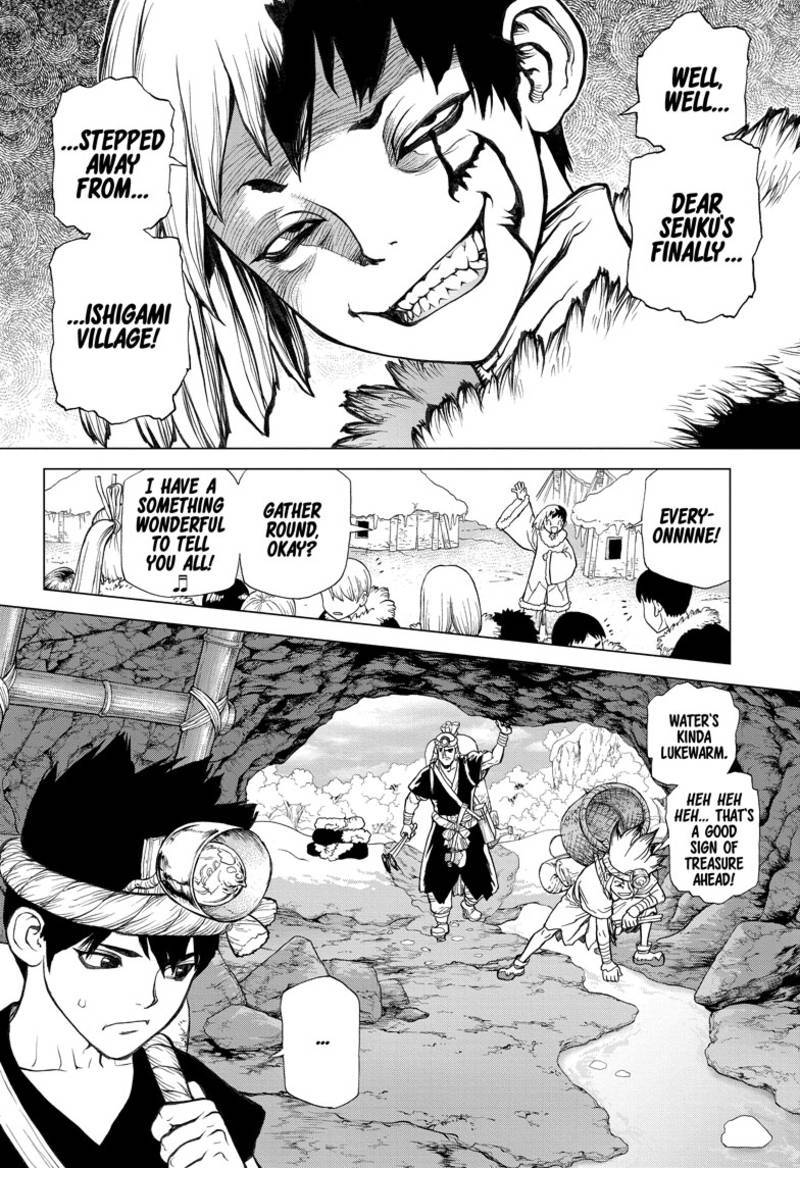 WELL,
WELL...
DEAR
SENKU'S
FINALLY...
...STEPPED
AWAY
FROM...
...ISHIGAMI
VILLAGE!
EVERY-
ONNNNE!
GATHER
ROUND,
OKAY?
I HAVE A
SOMETHING
WONDERFUL
TO TELL
YOU ALL!
♫
WATER'S
KINDA
LUKEWARM.
HEH HEH
HEH... THAT'S
A GOOD
SIGN OF
TREASURE
AHEAD!
...